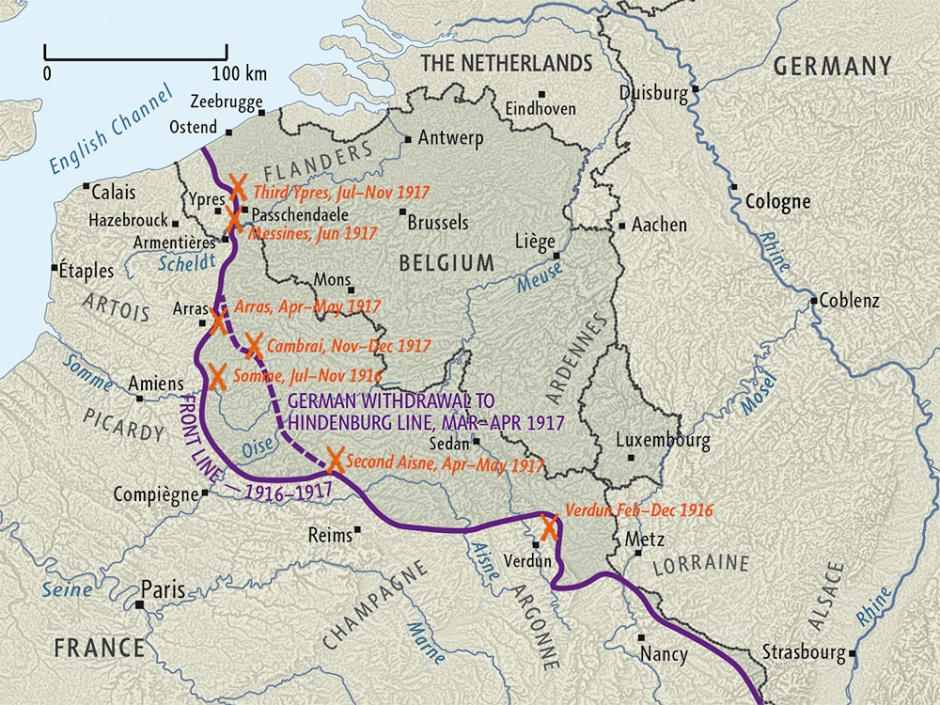 0
100 km
English Channel
THE NETHERLANDS
GERMANY
Zeebrugge
Ostend
Eindhoven
Duisburg
Antwerp
FLANDERS
Calais
Third Ypres, Jul–Nov 1917
Ypres
Passchendaele
Hazebrouck
Messines, Jun 1917
Armentières
Brussels
Cologne
Aachen
Liège
Scheldt
BELGIUM
Rhine
Étaples
Mons
Meuse
Coblenz
ARTOIS
Arras
Arras, Apr–May 1917
Cambrai, Nov–Dec 1917
ARDENNES
Somme
Amiens
Somme, Jul–Nov 1916
Mosel
GERMAN WITHDRAWAL TO
HINDENBURG LINE, MAR–APR 1917
PICARDY
FRONT LINE — 1916–1917
Oise
Sedan
Luxembourg
Second Aisne, Apr–May 1917
Compiègne
Verdun Feb–Dec 1916
Reims
Aisne
Verdun
Metz
LORRAINE
Seine
Paris
CHAMPAGNE
ARGONNE
ALSACE
Rhine
Marne
FRANCE
Nancy
Strasbourg